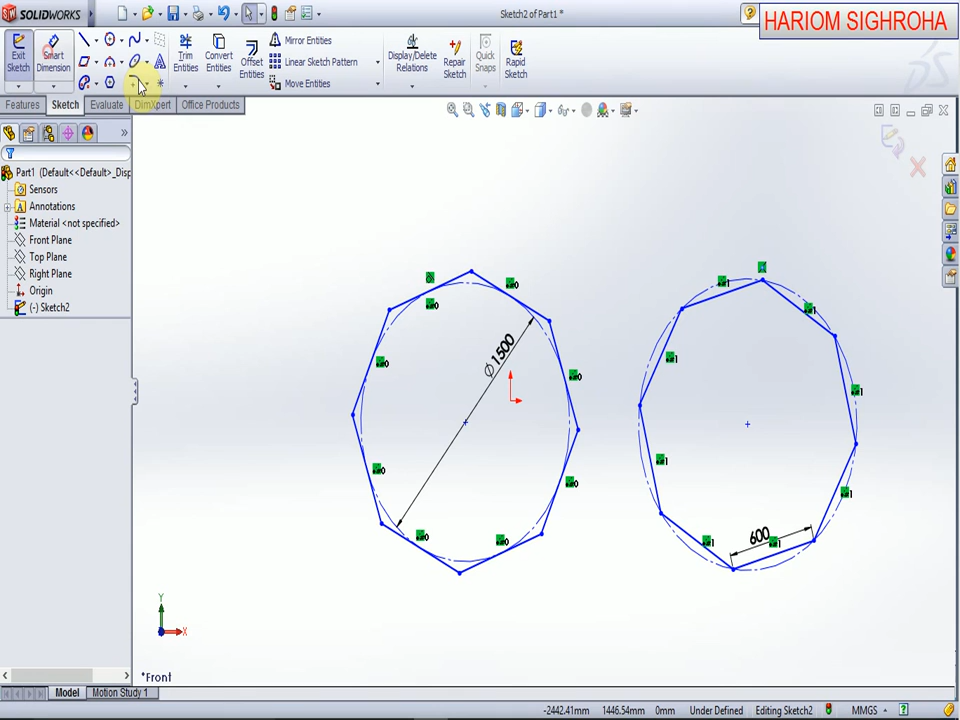 SOLIDWORKS
Sketch2 of Part1 *
HARIOM SIGHROHA
Exit Sketch
Smart Dimension
Trim Entities
Convert Entities
Offset Entities
Mirror Entities
Linear Sketch Pattern
Move Entities
Display/Delete Relations
Repair Sketch
Quick Snaps
Rapid Sketch
Features
Sketch
Evaluate
DimXpert
Office Products
Part1 (Default<<Default>_Disp
Sensors
Annotations
Material <not specified>
Front Plane
Top Plane
Right Plane
Origin
(-) Sketch2
Ø1500
600
Y
X
*Front
Model
Motion Study 1
-2442.41mm
1446.54mm
0mm
Under Defined
Editing Sketch2
MMGS